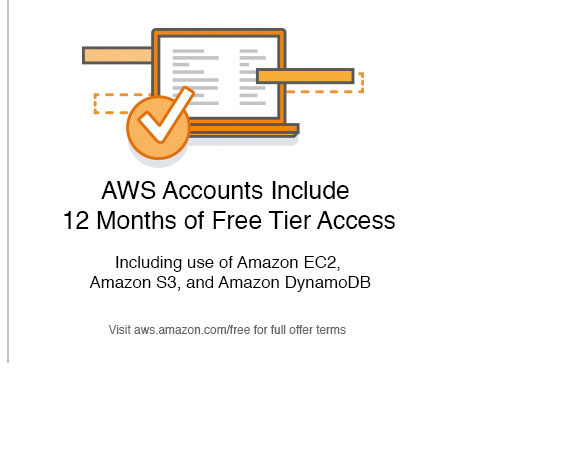 AWS Accounts Include
12 Months of Free Tier Access
Including use of Amazon EC2,
Amazon S3, and Amazon DynamoDB
Visit aws.amazon.com/free for full offer terms